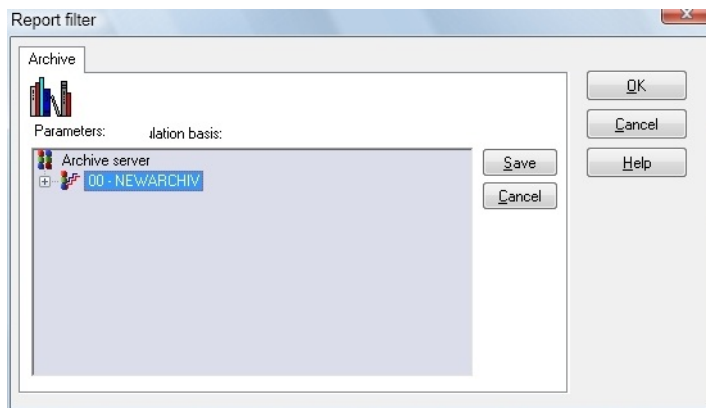 Report filter
Archive
OK
Parameters:
lation basis:
Cancel
Archive server
Save
Help
00 - NEWARCHIV
Cancel